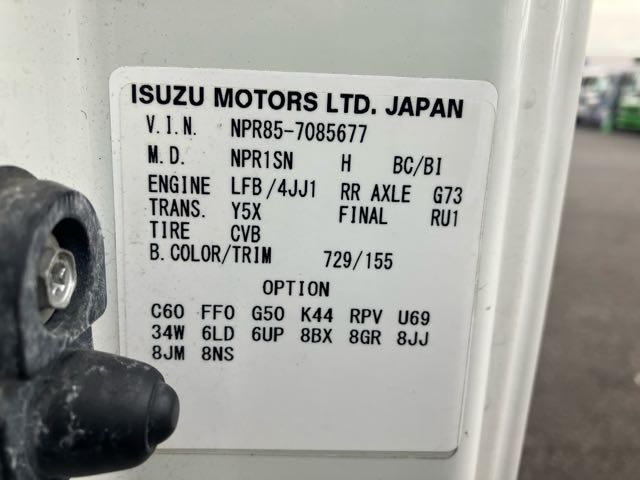 ISUZU MOTORS LTD. JAPAN
V.I.N. NPR85-7085677
M.D. NPR1SN H BC/BI
ENGINE LFB/4JJ1 RR AXLE G73
TRANS. Y5X FINAL RU1
TIRE CVB
B.COLOR/TRIM 729/155
OPTION
C60 FF0 G50 K44 RPV U69
34W 6LD 6UP 8BX 8GR 8JJ
8JM 8NS